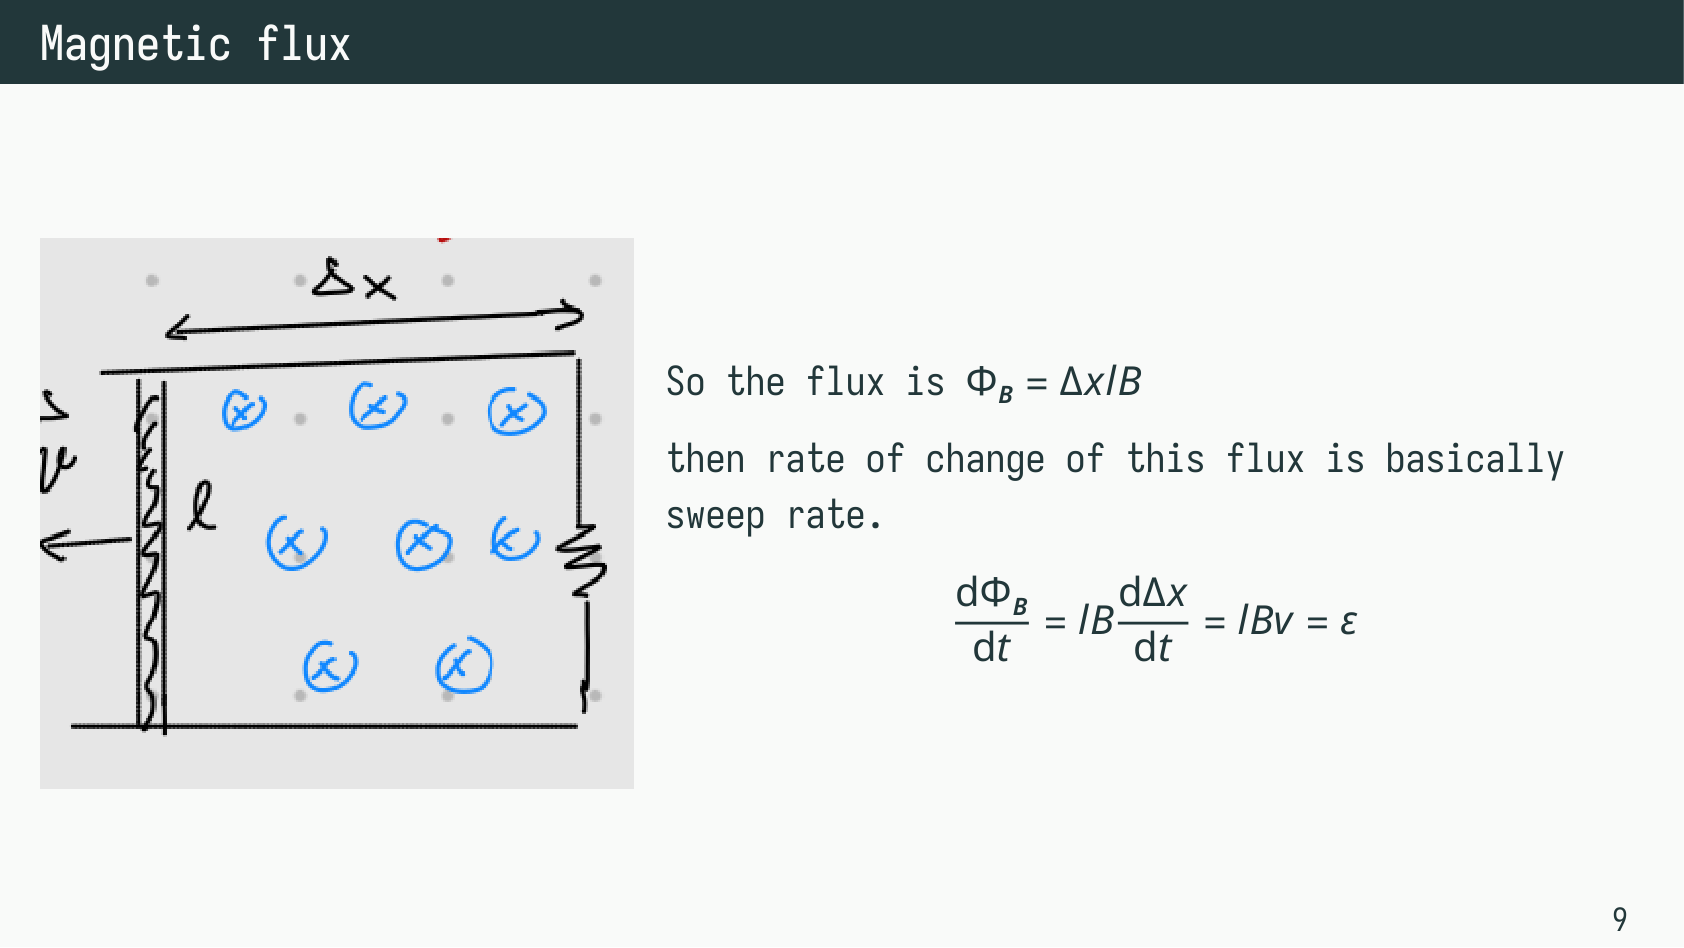 Magnetic flux
Δx
v
l
So the flux is Φ_B = ΔxlB
then rate of change of this flux is basically
sweep rate.
dΦ_B/dt = lB dΔx/dt = lBv = ε
9